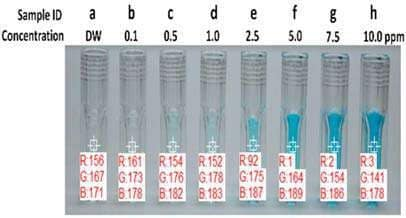 Sample ID a b c d e f g h
Concentration DW 0.1 0.5 1.0 2.5 5.0 7.5 10.0 ppm
R:156 R:161 R:154 R:152 R:92 R:1 R:2 R:3
G:167 G:173 G:176 G:178 G:175 G:164 G:154 G:141
B:171 B:178 B:182 B:183 B:187 B:189 B:186 B:178